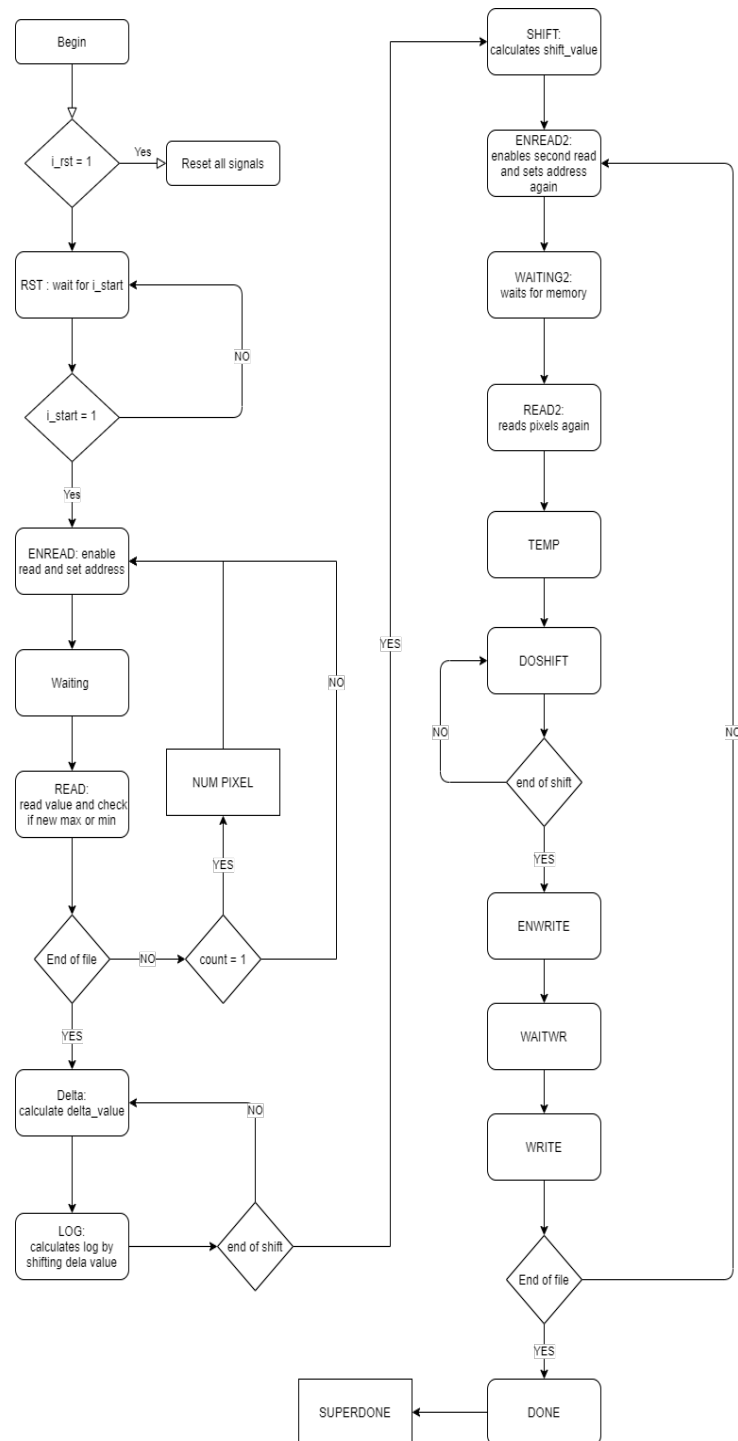 Begin
i_rst = 1
Yes
Reset all signals
RST : wait for i_start
NO
i_start = 1
Yes
ENREAD: enable
read and set address
Waiting
READ:
read value and check
if new max or min
NUM PIXEL
NO
YES
End of file
NO
count = 1
YES
Delta:
calculate delta_value
NO
LOG:
calculates log by
shifting dela value
end of shift
YES
SHIFT:
calculates shift_value
ENREAD2:
enables second read
and sets address
again
WAITING2:
waits for memory
READ2:
reads pixels again
TEMP
DOSHIFT
NO
end of shift
YES
ENWRITE
WAITWR
WRITE
End of file
NO
YES
DONE
SUPERDONE